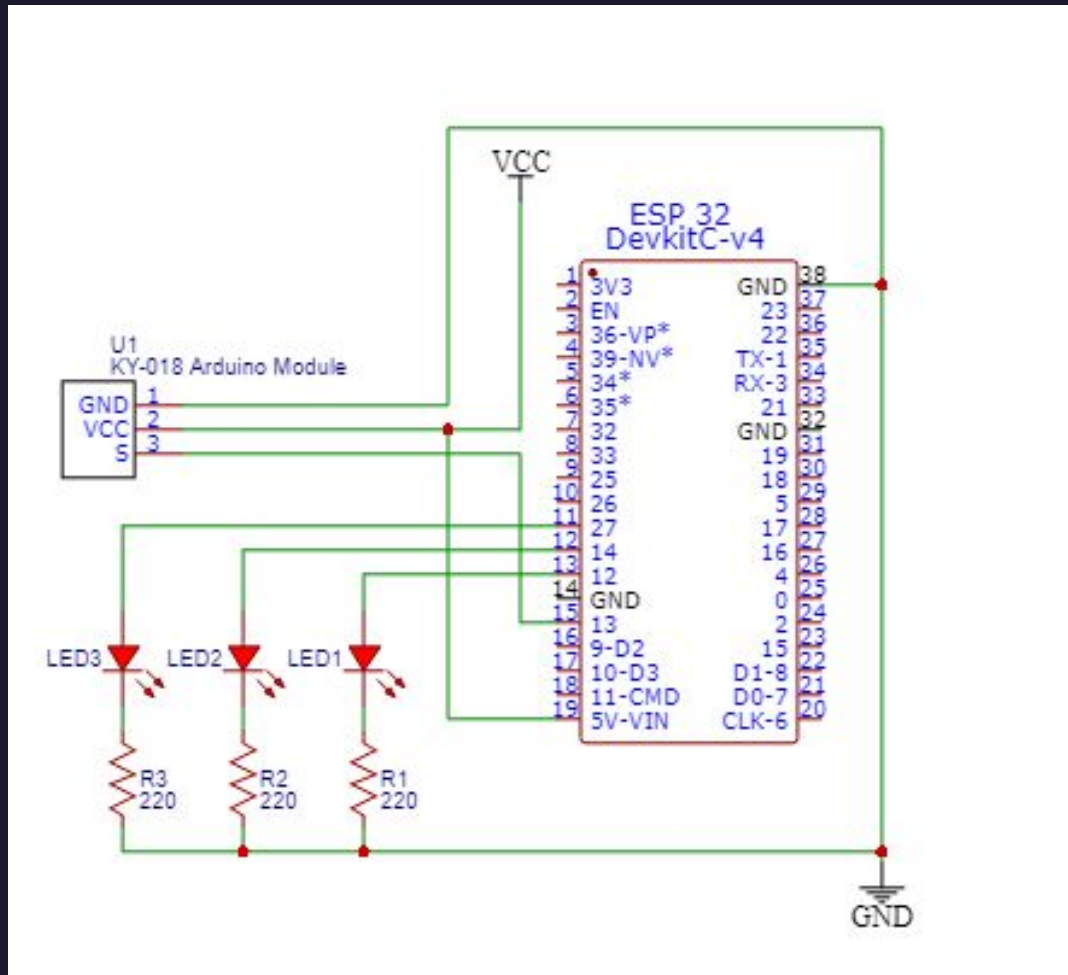 VCC
ESP 32
DevkitC-v4
1 3V3
2 EN
3 36-VP*
4 39-NV*
5 34*
6 35*
7 32
8 33
9 25
10 26
11 27
12 14
13 12
14 GND
15 13
16 9-D2
17 10-D3
18 11-CMD
19 5V-VIN
GND 38
23 37
22 36
TX-1 35
RX-3 34
21 33
GND 32
19 31
18 30
5 29
17 28
16 27
4 26
0 25
2 24
15 23
D1-8 22
D0-7 21
CLK-6 20
U1
KY-018 Arduino Module
GND 1
VCC 2
S 3
LED3
LED2
LED1
R3
220
R2
220
R1
220
GND